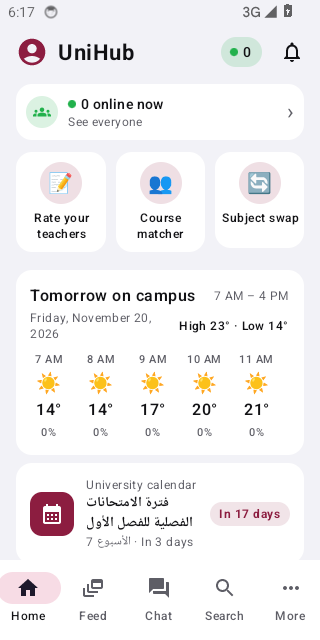 6:17
3G
UniHub
0
0 online now
See everyone
Rate your teachers
Course matcher
Subject swap
Tomorrow on campus
7 AM – 4 PM
Friday, November 20, 2026
High 23° · Low 14°
7 AM 8 AM 9 AM 10 AM 11 AM
14° 14° 17° 20° 21°
0% 0% 0% 0% 0%
University calendar
فترة الامتحانات
الفصلية للفصل الأول
الأسبوع 7 · In 3 days
In 17 days
Home Feed Chat Search More